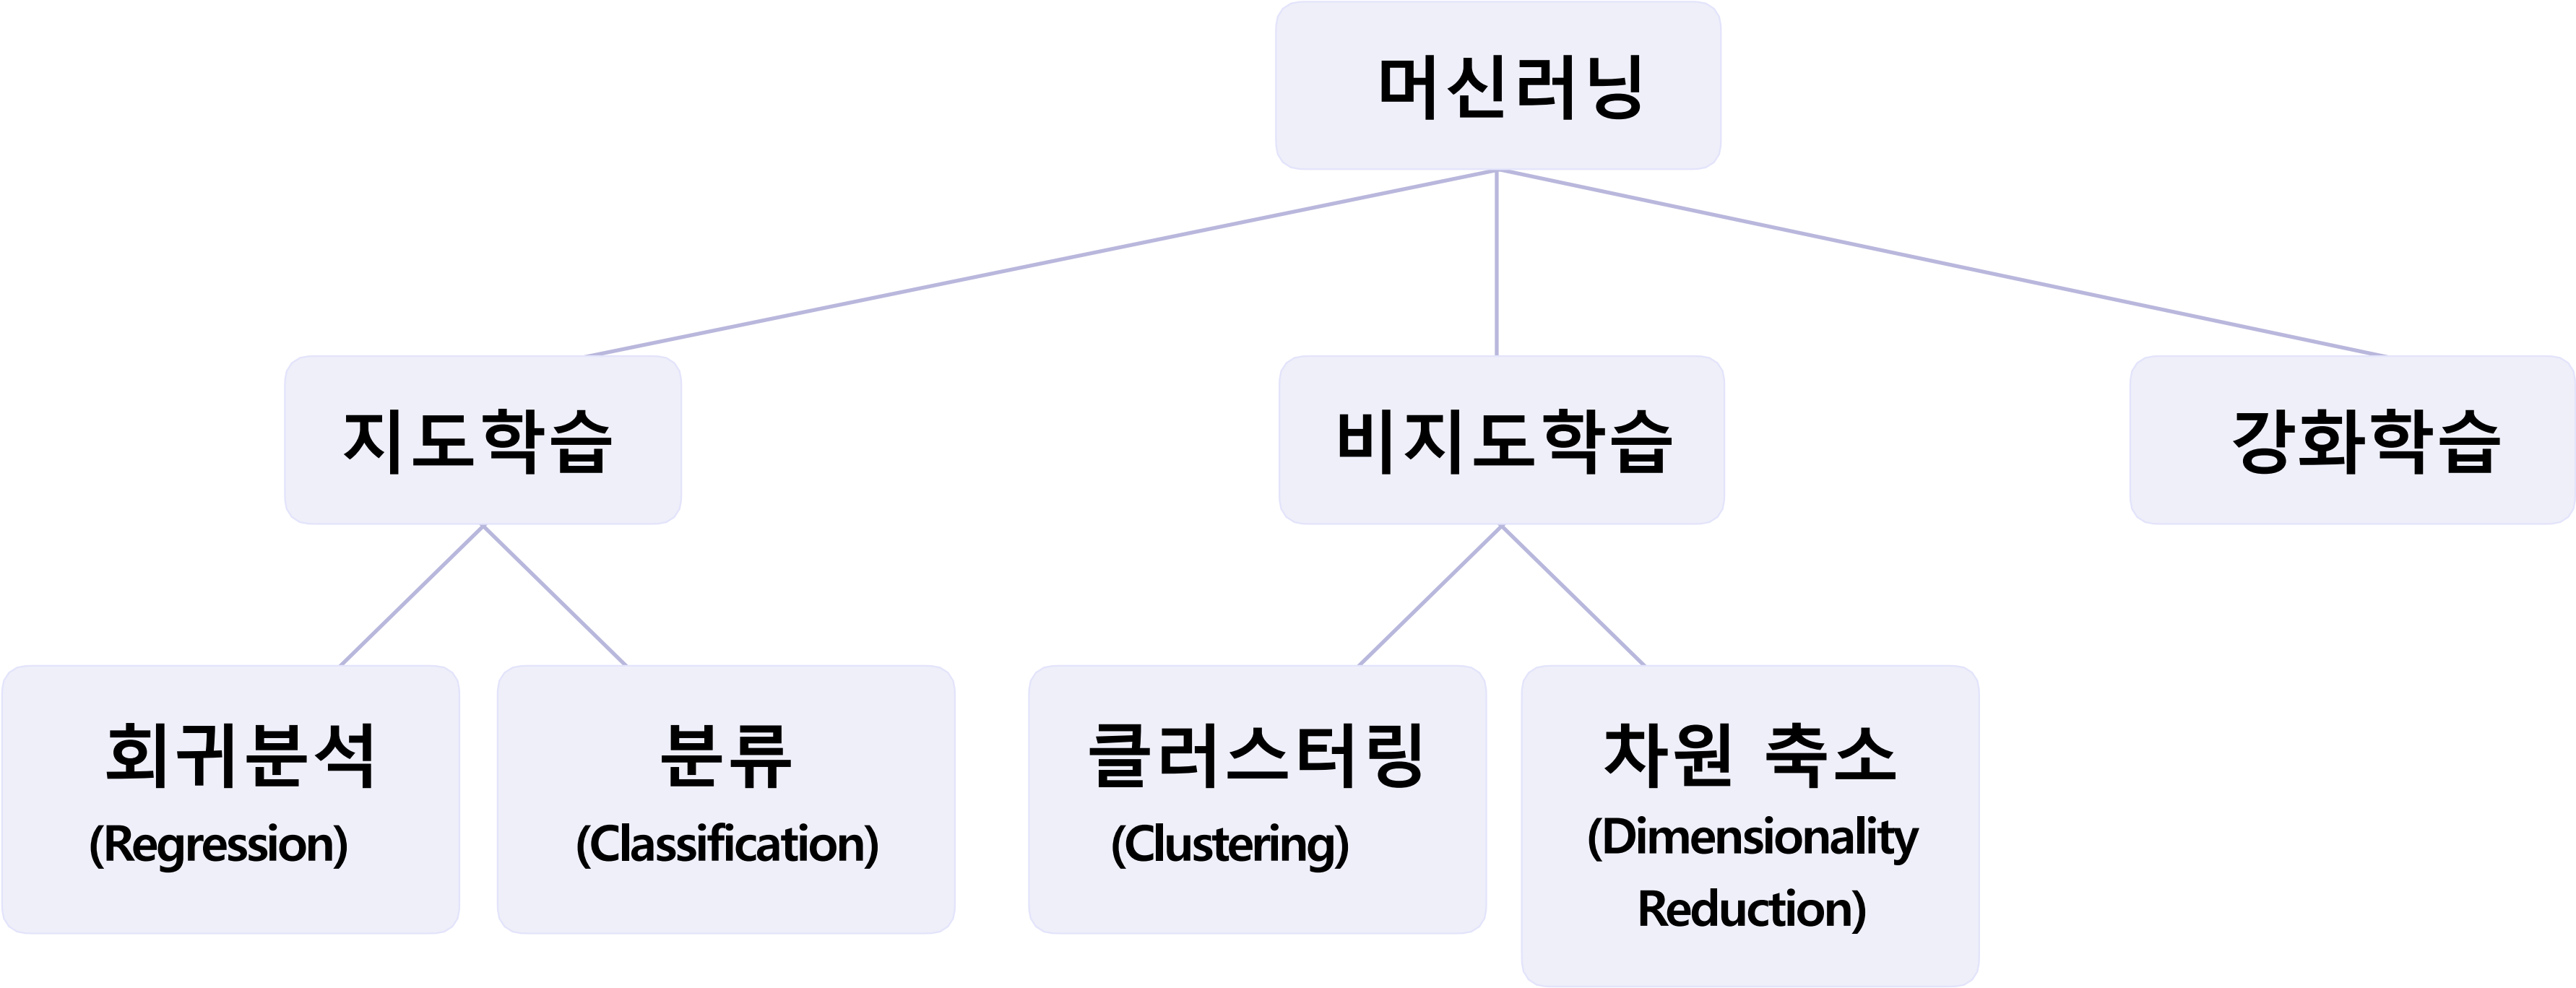 머신러닝
지도학습
비지도학습
강화학습
회귀분석
(Regression)
분류
(Classification)
클러스터링
(Clustering)
차원 축소
(Dimensionality
Reduction)